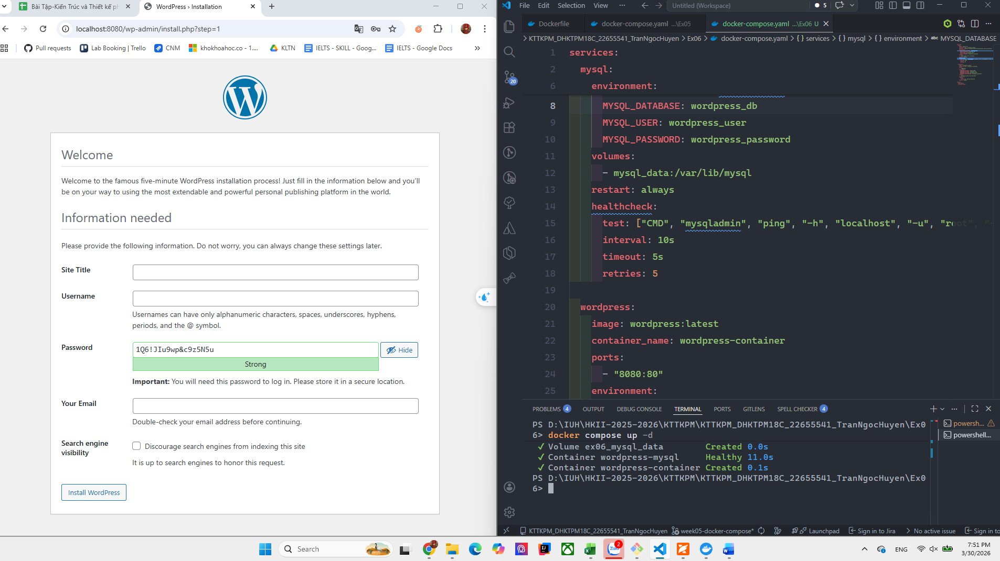 Bài Tập-Kiến Trúc và Thiết kế ph
WordPress › Installation
localhost:8080/wp-admin/install.php?step=1
Pull requests
Lab Booking | Trello
CNM
khokhoahoc.co - 1....
KLTN
IELTS - SKILL - Goog...
IELTS - Google Docs
Welcome
Welcome to the famous five-minute WordPress installation process! Just fill in the information below and you'll
be on your way to using the most extendable and powerful personal publishing platform in the world.
Information needed
Please provide the following information. Do not worry, you can always change these settings later.
Site Title
Username
Usernames can have only alphanumeric characters, spaces, underscores, hyphens,
periods, and the @ symbol.
Password
1Q6!JIu9wp&c9z5N5u
Hide
Strong
Important: You will need this password to log in. Please store it in a secure location.
Your Email
Double-check your email address before continuing.
Search engine
visibility
Discourage search engines from indexing this site
It is up to search engines to honor this request.
Install WordPress
File Edit Selection View ···
Untitled (Workspace)
5
Dockerfile
docker-compose.yaml ...\Ex05
docker-compose.yaml ...\Ex06 U
KTTKPM_DHKTPM18C_22655541_TranNgocHuyen > Ex06 > docker-compose.yaml > { } services > { } mysql > { } environment > abc MYSQL_DATABASE
20
1 services:
2 mysql:
6 environment:
8 MYSQL_DATABASE: wordpress_db
9 MYSQL_USER: wordpress_user
10 MYSQL_PASSWORD: wordpress_password
11 volumes:
12 - mysql_data:/var/lib/mysql
13 restart: always
14 healthcheck:
15 test: ["CMD", "mysqladmin", "ping", "-h", "localhost", "-u", "root", "-
16 interval: 10s
17 timeout: 5s
18 retries: 5
19
20 wordpress:
21 image: wordpress:latest
22 container_name: wordpress-container
23 ports:
24 - "8080:80"
25 environment:
PROBLEMS 4 OUTPUT DEBUG CONSOLE TERMINAL PORTS GITLENS SPELL CHECKER 4
PS D:\IUH\HKII-2025-2026\KTTKPM\KTTKPM_DHKTPM18C_22655541_TranNgocHuyen\Ex0
6> docker compose up -d
✓ Volume ex06_mysql_data Created 0.0s
✓ Container wordpress-mysql Healthy 11.0s
✓ Container wordpress-container Created 0.1s
PS D:\IUH\HKII-2025-2026\KTTKPM\KTTKPM_DHKTPM18C_22655541_TranNgocHuyen\Ex0
6>
powersh...
powershell...
KTTKPM_DHKTPM18C_22655541_TranNgocHuyen
week05-docker-compose*
Launchpad
Sign in to Jira
No active issue
Sign in to
Search
Zalo
2
ENG
7:51 PM
3/30/2026